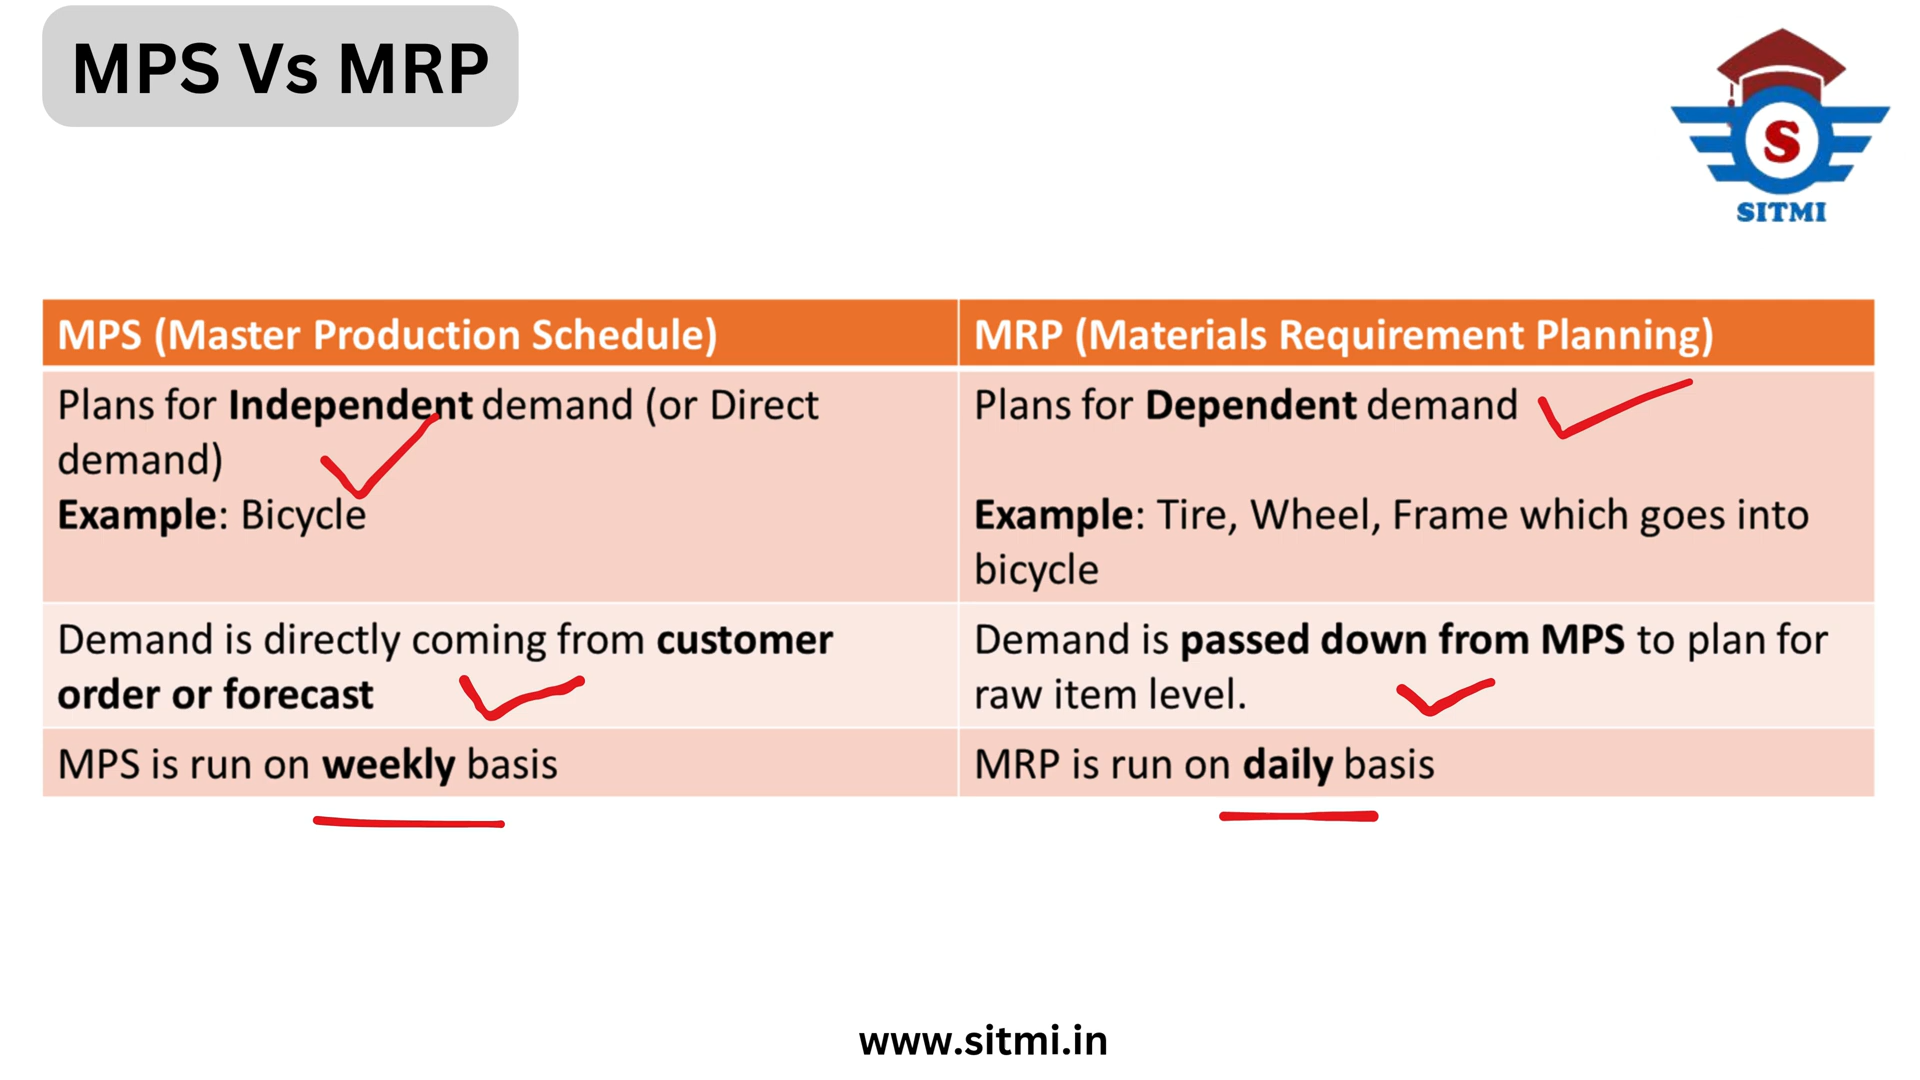 MPS Vs MRP
S
SITMI
MPS (Master Production Schedule)
MRP (Materials Requirement Planning)
Plans for Independent demand (or Direct
demand)
Example: Bicycle
Plans for Dependent demand
Example: Tire, Wheel, Frame which goes into
bicycle
Demand is directly coming from customer
order or forecast
Demand is passed down from MPS to plan for
raw item level.
MPS is run on weekly basis
MRP is run on daily basis
www.sitmi.in